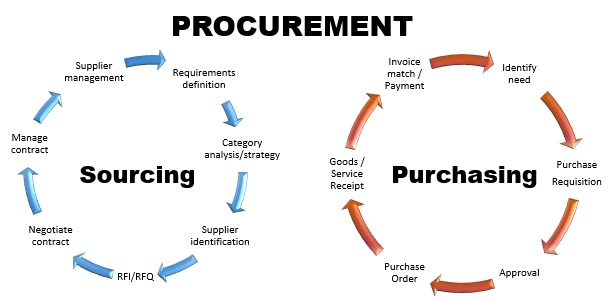 PROCUREMENT
Supplier
management
Requirements
definition
Category
analysis/strategy
Supplier
identification
RFI/RFQ
Negotiate
contract
Manage
contract
Sourcing
Invoice
match /
Payment
Identify
need
Purchase
Requisition
Approval
Purchase
Order
Goods /
Service
Receipt
Purchasing